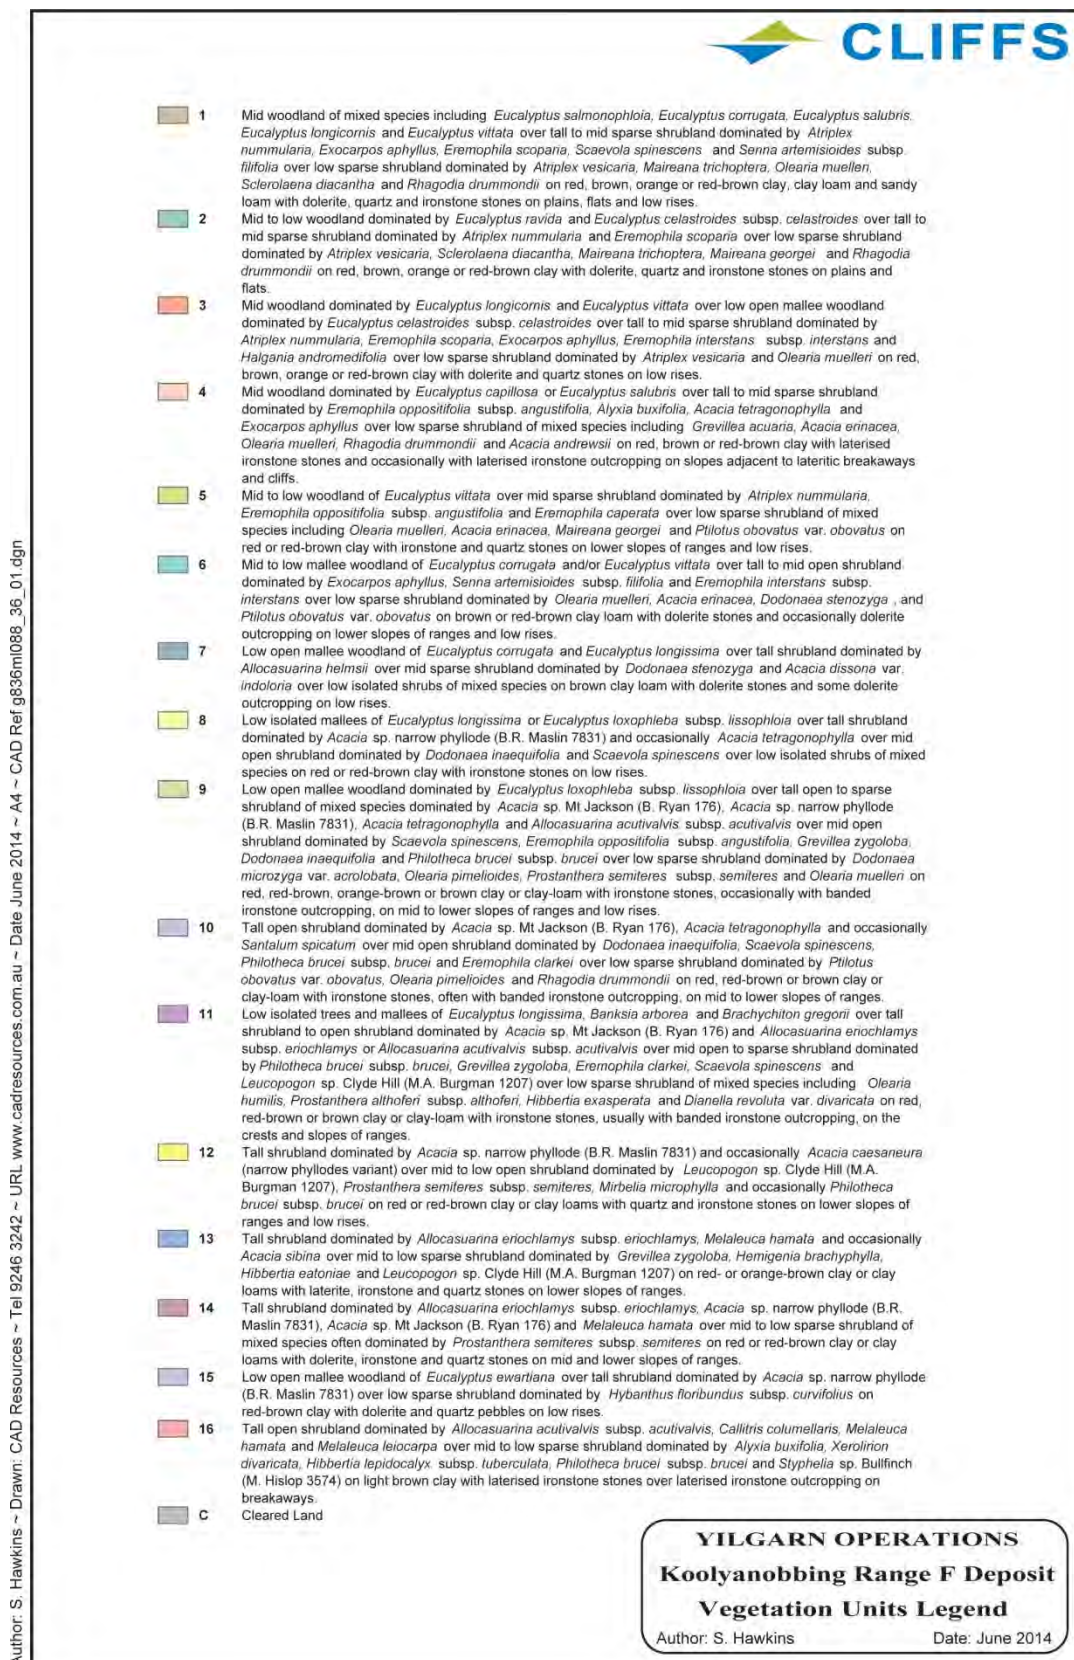 CLIFFS
1 Mid woodland of mixed species including Eucalyptus salmonophloia, Eucalyptus corrugata, Eucalyptus salubris,
Eucalyptus longicornis and Eucalyptus vittata over tall to mid sparse shrubland dominated by Atriplex
nummularia, Exocarpos aphyllus, Eremophila scoparia, Scaevola spinescens and Senna artemisioides subsp.
filifolia over low sparse shrubland dominated by Atriplex vesicaria, Maireana trichoptera, Olearia muelleri,
Sclerolaena diacantha and Rhagodia drummondii on red, brown, orange or red-brown clay, clay loam and sandy
loam with dolerite, quartz and ironstone stones on plains, flats and low rises.
2 Mid to low woodland dominated by Eucalyptus ravida and Eucalyptus celastroides subsp. celastroides over tall to
mid sparse shrubland dominated by Atriplex nummularia and Eremophila scoparia over low sparse shrubland
dominated by Atriplex vesicaria, Sclerolaena diacantha, Maireana trichoptera, Maireana georgei and Rhagodia
drummondii on red, brown, orange or red-brown clay with dolerite, quartz and ironstone stones on plains and
flats.
3 Mid woodland dominated by Eucalyptus longicornis and Eucalyptus vittata over low open mallee woodland
dominated by Eucalyptus celastroides subsp. celastroides over tall to mid sparse shrubland dominated by
Atriplex nummularia, Eremophila scoparia, Exocarpos aphyllus, Eremophila interstans subsp. interstans and
Halgania andromedifolia over low sparse shrubland dominated by Atriplex vesicaria and Olearia muelleri on red,
brown, orange or red-brown clay with dolerite and quartz stones on low rises.
4 Mid woodland dominated by Eucalyptus capillosa or Eucalyptus salubris over tall to mid sparse shrubland
dominated by Eremophila oppositifolia subsp. angustifolia, Alyxia buxifolia, Acacia tetragonophylla and
Exocarpos aphyllus over low sparse shrubland of mixed species including Grevillea acuaria, Acacia erinacea,
Olearia muelleri, Rhagodia drummondii and Acacia andrewsii on red, brown or red-brown clay with laterised
ironstone stones and occasionally with laterised ironstone outcropping on slopes adjacent to lateritic breakaways
and cliffs.
5 Mid to low woodland of Eucalyptus vittata over mid sparse shrubland dominated by Atriplex nummularia,
Eremophila oppositifolia subsp. angustifolia and Eremophila caperata over low sparse shrubland of mixed
species including Olearia muelleri, Acacia erinacea, Maireana georgei and Ptilotus obovatus var. obovatus on
red or red-brown clay with ironstone and quartz stones on lower slopes of ranges and low rises.
6 Mid to low mallee woodland of Eucalyptus corrugata and/or Eucalyptus vittata over tall to mid open shrubland
dominated by Exocarpos aphyllus, Senna artemisioides subsp. filifolia and Eremophila interstans subsp.
interstans over low sparse shrubland dominated by Olearia muelleri, Acacia erinacea, Dodonaea stenozyga , and
Ptilotus obovatus var. obovatus on brown or red-brown clay loam with dolerite stones and occasionally dolerite
outcropping on lower slopes of ranges and low rises.
7 Low open mallee woodland of Eucalyptus corrugata and Eucalyptus longissima over tall shrubland dominated by
Allocasuarina helmsii over mid sparse shrubland dominated by Dodonaea stenozyga and Acacia dissona var.
indoloria over low isolated shrubs of mixed species on brown clay loam with dolerite stones and some dolerite
outcropping on low rises.
8 Low isolated mallees of Eucalyptus longissima or Eucalyptus loxophleba subsp. lissophloia over tall shrubland
dominated by Acacia sp. narrow phyllode (B.R. Maslin 7831) and occasionally Acacia tetragonophylla over mid
open shrubland dominated by Dodonaea inaequifolia and Scaevola spinescens over low isolated shrubs of mixed
species on red or red-brown clay with ironstone stones on low rises.
9 Low open mallee woodland dominated by Eucalyptus loxophleba subsp. lissophloia over tall open to sparse
shrubland of mixed species dominated by Acacia sp. Mt Jackson (B. Ryan 176), Acacia sp. narrow phyllode
(B.R. Maslin 7831), Acacia tetragonophylla and Allocasuarina acutivalvis subsp. acutivalvis over mid open
shrubland dominated by Scaevola spinescens, Eremophila oppositifolia subsp. angustifolia, Grevillea zygoloba,
Dodonaea inaequifolia and Philotheca brucei subsp. brucei over low sparse shrubland dominated by Dodonaea
microzyga var. acrolobata, Olearia pimelioides, Prostanthera semiteres subsp. semiteres and Olearia muelleri on
red, red-brown, orange-brown or brown clay or clay-loam with ironstone stones, occasionally with banded
ironstone outcropping, on mid to lower slopes of ranges and low rises.
10 Tall open shrubland dominated by Acacia sp. Mt Jackson (B. Ryan 176), Acacia tetragonophylla and occasionally
Santalum spicatum over mid open shrubland dominated by Dodonaea inaequifolia, Scaevola spinescens,
Philotheca brucei subsp. brucei and Eremophila clarkei over low sparse shrubland dominated by Ptilotus
obovatus var. obovatus, Olearia pimelioides and Rhagodia drummondii on red, red-brown or brown clay or
clay-loam with ironstone stones, often with banded ironstone outcropping, on mid to lower slopes of ranges.
11 Low isolated trees and mallees of Eucalyptus longissima, Banksia arborea and Brachychiton gregorii over tall
shrubland to open shrubland dominated by Acacia sp. Mt Jackson (B. Ryan 176) and Allocasuarina eriochlamys
subsp. eriochlamys or Allocasuarina acutivalvis subsp. acutivalvis over mid open to sparse shrubland dominated
by Philotheca brucei subsp. brucei, Grevillea zygoloba, Eremophila clarkei, Scaevola spinescens and
Leucopogon sp. Clyde Hill (M.A. Burgman 1207) over low sparse shrubland of mixed species including Olearia
humilis, Prostanthera althoferi subsp. althoferi, Hibbertia exasperata and Dianella revoluta var. divaricata on red,
red-brown or brown clay or clay-loam with ironstone stones, usually with banded ironstone outcropping, on the
crests and slopes of ranges.
12 Tall shrubland dominated by Acacia sp. narrow phyllode (B.R. Maslin 7831) and occasionally Acacia caesaneura
(narrow phyllodes variant) over mid to low open shrubland dominated by Leucopogon sp. Clyde Hill (M.A.
Burgman 1207), Prostanthera semiteres subsp. semiteres, Mirbelia microphylla and occasionally Philotheca
brucei subsp. brucei on red or red-brown clay or clay loams with quartz and ironstone stones on lower slopes of
ranges and low rises.
13 Tall shrubland dominated by Allocasuarina eriochlamys subsp. eriochlamys, Melaleuca hamata and occasionally
Acacia sibina over mid to low sparse shrubland dominated by Grevillea zygoloba, Hemigenia brachyphylla,
Hibbertia eatoniae and Leucopogon sp. Clyde Hill (M.A. Burgman 1207) on red- or orange-brown clay or clay
loams with laterite, ironstone and quartz stones on lower slopes of ranges.
14 Tall shrubland dominated by Allocasuarina eriochlamys subsp. eriochlamys, Acacia sp. narrow phyllode (B.R.
Maslin 7831), Acacia sp. Mt Jackson (B. Ryan 176) and Melaleuca hamata over mid to low sparse shrubland of
mixed species often dominated by Prostanthera semiteres subsp. semiteres on red or red-brown clay or clay
loams with dolerite, ironstone and quartz stones on mid and lower slopes of ranges.
15 Low open mallee woodland of Eucalyptus ewartiana over tall shrubland dominated by Acacia sp. narrow phyllode
(B.R. Maslin 7831) over low sparse shrubland dominated by Hybanthus floribundus subsp. curvifolius on
red-brown clay with dolerite and quartz pebbles on low rises.
16 Tall open shrubland dominated by Allocasuarina acutivalvis subsp. acutivalvis, Callitris columellaris, Melaleuca
hamata and Melaleuca leiocarpa over mid to low sparse shrubland dominated by Alyxia buxifolia, Xerolirion
divaricata, Hibbertia lepidocalyx subsp. tuberculata, Philotheca brucei subsp. brucei and Styphelia sp. Bullfinch
(M. Hislop 3574) on light brown clay with laterised ironstone stones over laterised ironstone outcropping on
breakaways.
C Cleared Land
YILGARN OPERATIONS
Koolyanobbing Range F Deposit
Vegetation Units Legend
Author: S. Hawkins Date: June 2014
Author: S. Hawkins ~ Drawn: CAD Resources ~ Tel 9246 3242 ~ URL www.cadresources.com.au ~ Date June 2014 ~ A4 ~ CAD Ref g836ml088_36_01.dgn